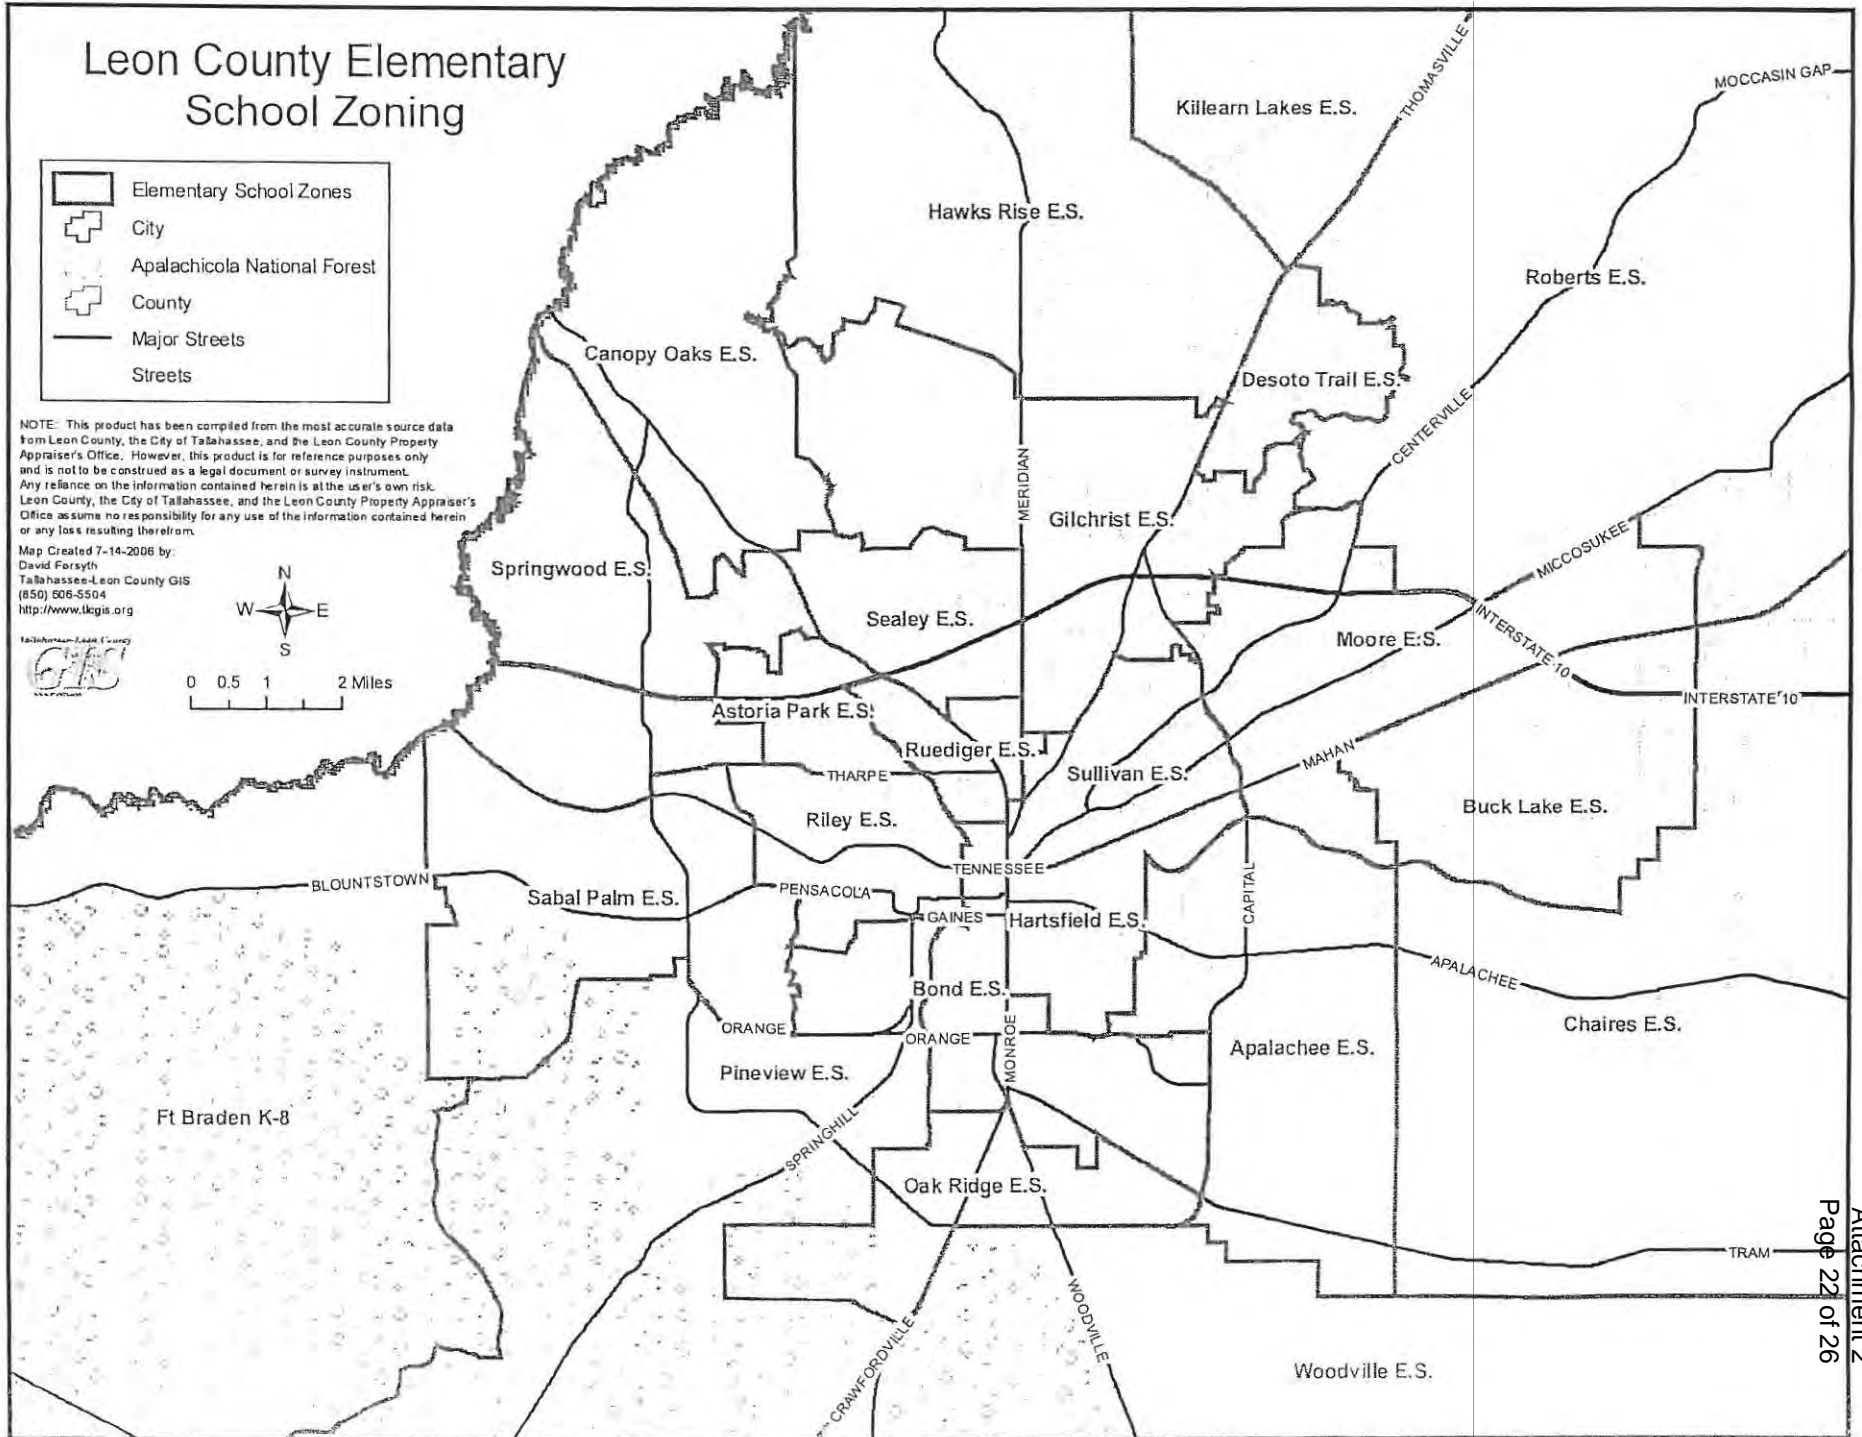 Leon County Elementary
School Zoning
Elementary School Zones
City
Apalachicola National Forest
County
Major Streets
Streets
NOTE: This product has been compiled from the most accurate source data
from Leon County, the City of Tallahassee, and the Leon County Property
Appraiser's Office. However, this product is for reference purposes only
and is not to be construed as a legal document or survey instrument.
Any reliance on the information contained herein is at the user's own risk.
Leon County, the City of Tallahassee, and the Leon County Property Appraiser's
Office assume no responsibility for any use of the information contained herein
or any loss resulting therefrom.
Map Created 7-14-2006 by:
David Forsyth
Tallahassee-Leon County GIS
(850) 606-5504
http://www.tlcgis.org
Tallahassee-Leon County
GIS
N
W E
S
0 0.5 1 2 Miles
THOMASVILLE
MOCCASIN GAP
Killearn Lakes E.S.
Hawks Rise E.S.
Roberts E.S.
Canopy Oaks E.S.
Desoto Trail E.S.
CENTERVILLE
MERIDIAN
Gilchrist E.S.
MICCOSUKEE
Springwood E.S.
Sealey E.S.
Moore E.S.
INTERSTATE 10
INTERSTATE 10
Astoria Park E.S.
Ruediger E.S.
MAHAN
THARPE
Sullivan E.S.
Buck Lake E.S.
Riley E.S.
TENNESSEE
BLOUNTSTOWN
Sabal Palm E.S.
PENSACOLA
CAPITAL
GAINES
Hartsfield E.S.
APALACHEE
Bond E.S.
ORANGE
ORANGE
MONROE
Chaires E.S.
Apalachee E.S.
Pineview E.S.
Ft Braden K-8
SPRINGHILL
Oak Ridge E.S.
TRAM
WOODVILLE
CRAWFORDVILLE
Woodville E.S.
Attachment 2
Page 22 of 26